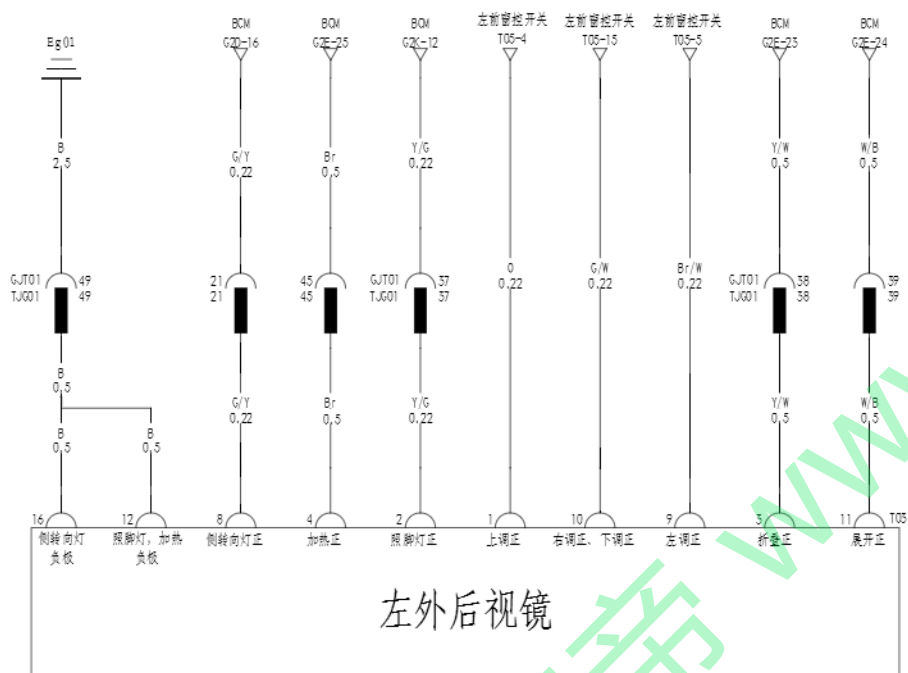 Eg01
BCM
G2D-16
BCM
G2E-25
BCM
G2K-12
左前窗控开关
T05-4
左前窗控开关
T05-15
左前窗控开关
T05-5
BCM
G2E-23
BCM
G2E-24
B
2.5
G/Y
0.22
Br
0.5
Y/G
0.22
O
0.22
G/W
0.22
Br/W
0.22
Y/W
0.5
W/B
0.5
GJT01 49
TJG01 49
21
21
45
45
GJT01 37
TJG01 37
GJT01 38
TJG01 38
39
39
B
0.5
B
0.5
B
0.5
G/Y
0.22
Br
0.5
Y/G
0.22
Y/W
0.5
W/B
0.5
16
12
8
4
2
1
10
9
3
11
T03
侧转向灯
负极
照脚灯，加热
负极
侧转向灯正
加热正
照脚灯正
上调正
右调正、下调正
左调正
折叠正
展开正
左外后视镜